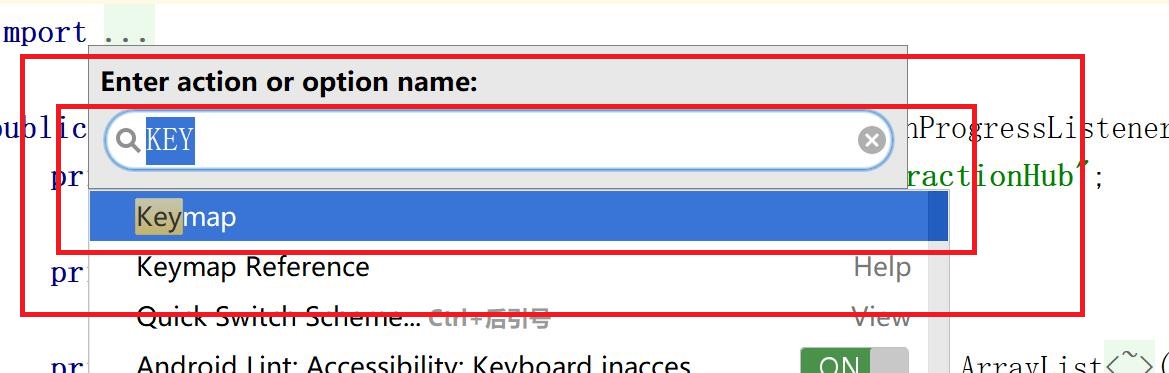 mport ...
Enter action or option name:
public KEY nProgressListener
pr ractionHub";
Keymap
pr Keymap Reference Help
Quick Switch Scheme... Ctrl+后引号 View
pr Android Lint: Accessibility: Keyboard inacces ON ArrayList<~>(